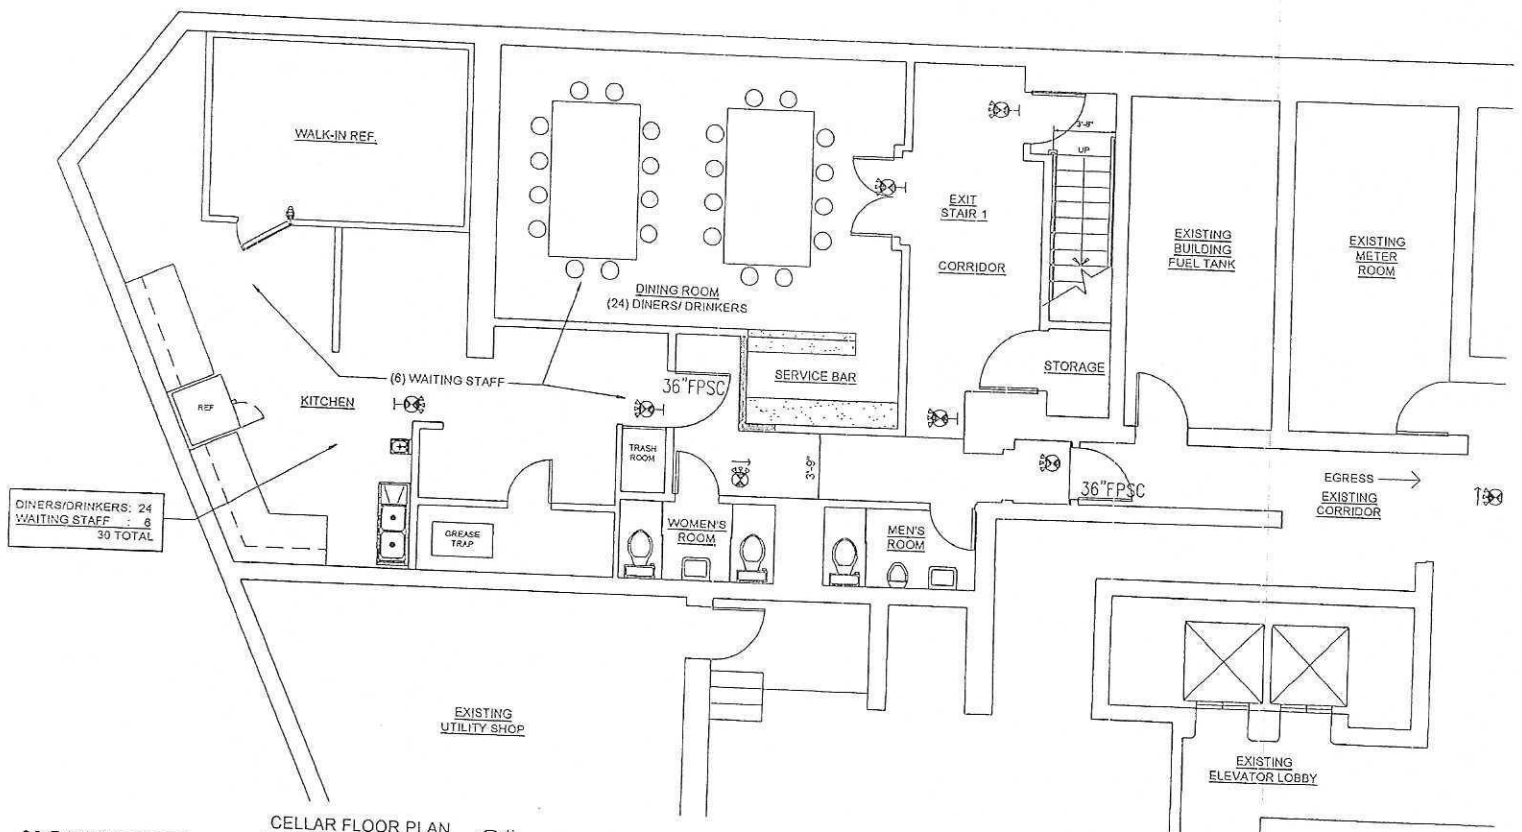 WALK-IN REF.
3'-8"
UP
EXIT
STAIR 1
CORRIDOR
EXISTING
BUILDING
FUEL TANK
EXISTING
METER
ROOM
DINING ROOM
(24) DINERS/ DRINKERS
(6) WAITING STAFF
36"FPSC
SERVICE BAR
STORAGE
REF
KITCHEN
TRASH
ROOM
3'-9"
36"FPSC
EGRESS
EXISTING
CORRIDOR
DINERS/DRINKERS: 24
WAITING STAFF : 6
30 TOTAL
GREASE
TRAP
WOMEN'S
ROOM
MEN'S
ROOM
EXISTING
UTILITY SHOP
EXISTING
ELEVATOR LOBBY
CELLAR FLOOR PLAN